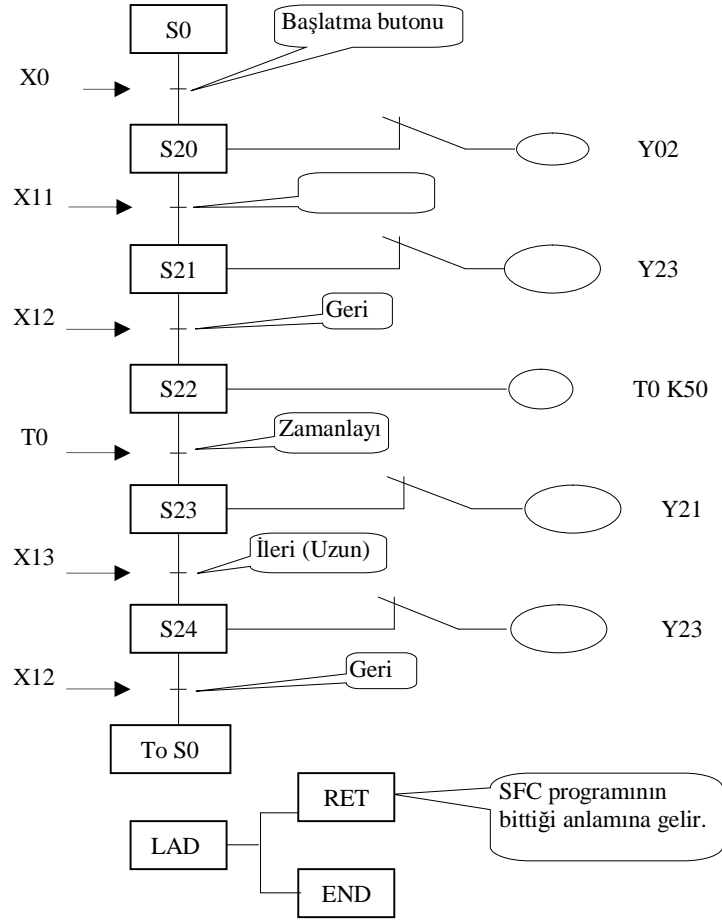 S0
Başlatma butonu
X0
S20
Y02
X11
S21
Y23
X12
Geri
S22
T0 K50
T0
Zamanlayı
S23
Y21
X13
İleri (Uzun)
S24
Y23
X12
Geri
To S0
RET
SFC programının
bittiği anlamına gelir.
LAD
END